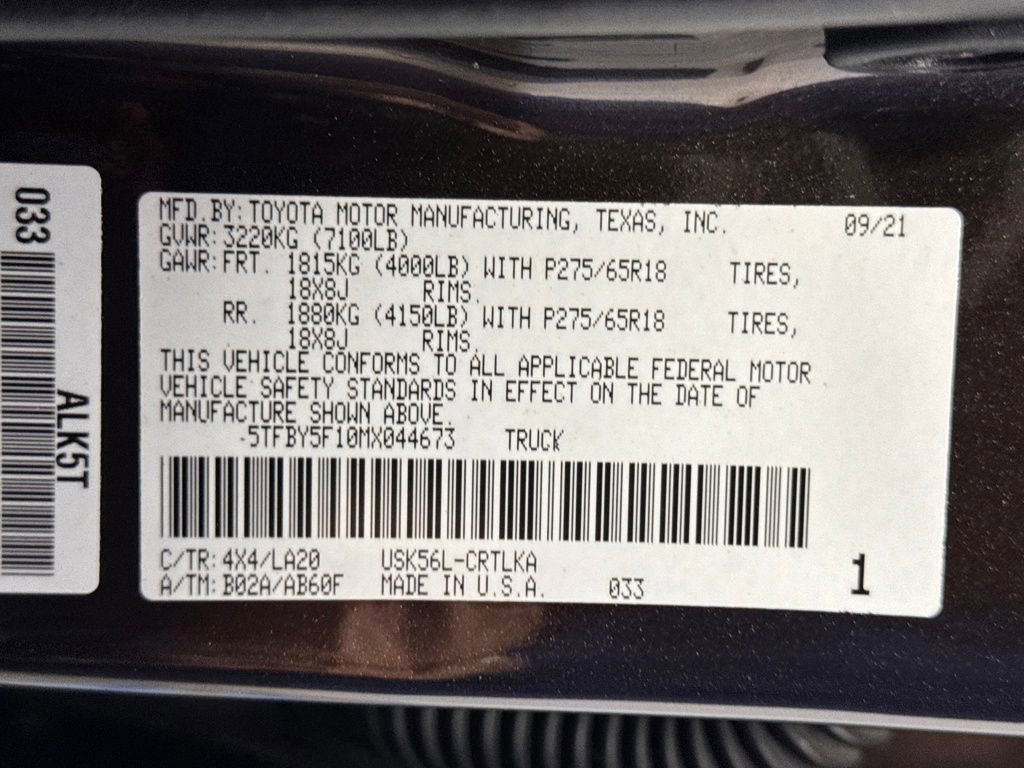 033
ALK5T
MFD.BY: TOYOTA MOTOR MANUFACTURING, TEXAS, INC. 09/21
GVWR: 3220KG (7100LB)
GAWR: FRT. 1815KG (4000LB) WITH P275/65R18 TIRES,
18X8J RIMS.
RR. 1880KG (4150LB) WITH P275/65R18 TIRES,
18X8J RIMS.
THIS VEHICLE CONFORMS TO ALL APPLICABLE FEDERAL MOTOR
VEHICLE SAFETY STANDARDS IN EFFECT ON THE DATE OF
MANUFACTURE SHOWN ABOVE.
5TFBY5F10MX044673 TRUCK
C/TR: 4X4/LA20 USK56L-CRTLKA
A/TM: B02A/AB60F MADE IN U.S.A. 033
1